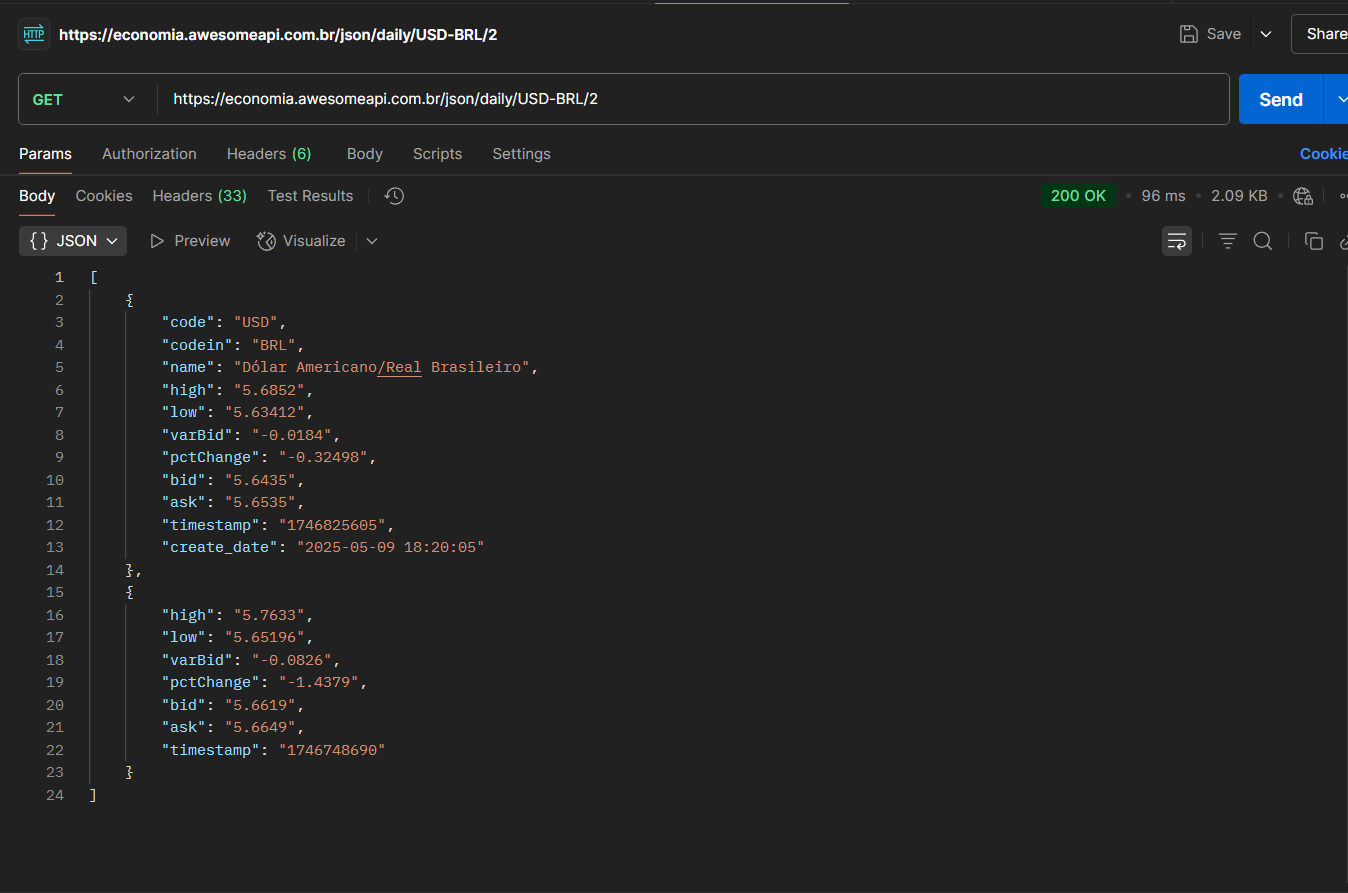 HTTP https://economia.awesomeapi.com.br/json/daily/USD-BRL/2 Save Share
GET https://economia.awesomeapi.com.br/json/daily/USD-BRL/2 Send
Params Authorization Headers (6) Body Scripts Settings Cookie
Body Cookies Headers (33) Test Results 200 OK • 96 ms • 2.09 KB •
{} JSON Preview Visualize
1 [
2 {
3 "code": "USD",
4 "codein": "BRL",
5 "name": "Dólar Americano/Real Brasileiro",
6 "high": "5.6852",
7 "low": "5.63412",
8 "varBid": "-0.0184",
9 "pctChange": "-0.32498",
10 "bid": "5.6435",
11 "ask": "5.6535",
12 "timestamp": "1746825605",
13 "create_date": "2025-05-09 18:20:05"
14 },
15 {
16 "high": "5.7633",
17 "low": "5.65196",
18 "varBid": "-0.0826",
19 "pctChange": "-1.4379",
20 "bid": "5.6619",
21 "ask": "5.6649",
22 "timestamp": "1746748690"
23 }
24 ]